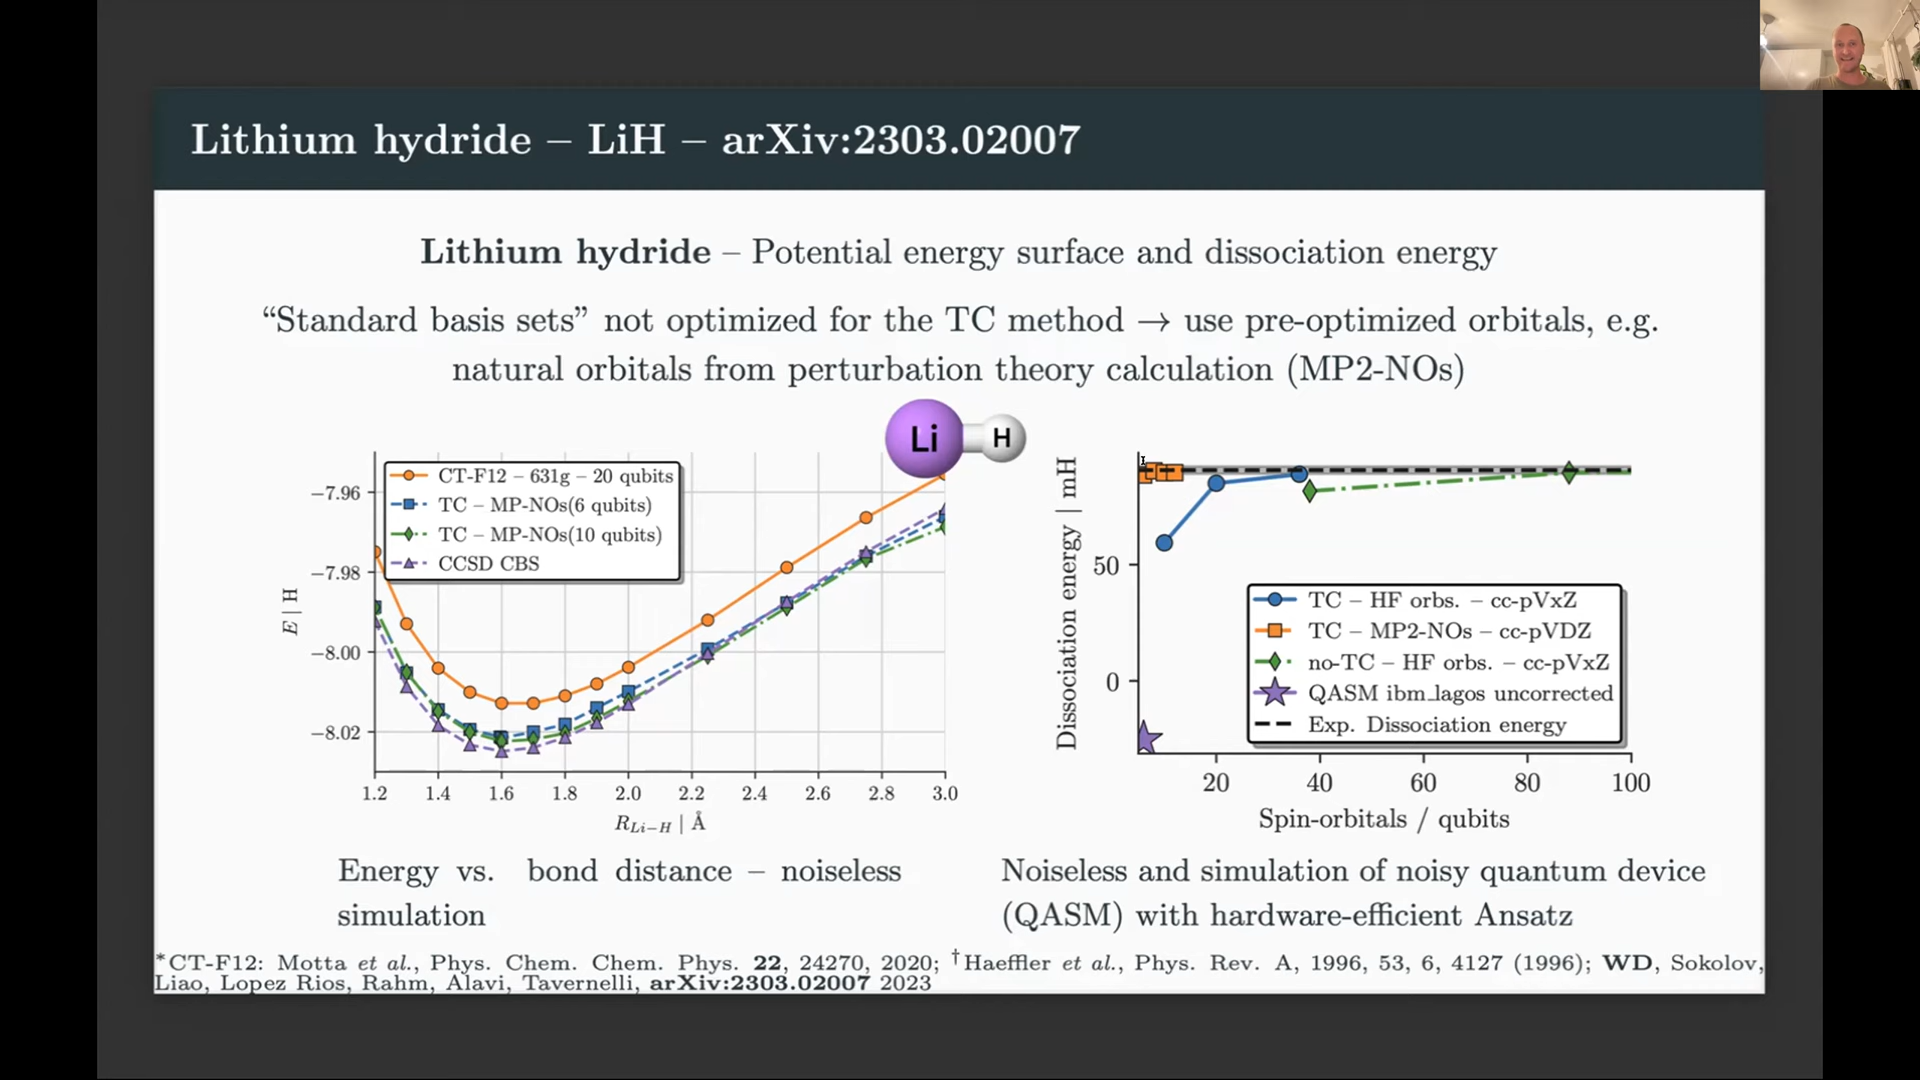 Lithium hydride – LiH – arXiv:2303.02007
Lithium hydride – Potential energy surface and dissociation energy
“Standard basis sets” not optimized for the TC method → use pre-optimized orbitals, e.g.
natural orbitals from perturbation theory calculation (MP2-NOs)
Li H
CT-F12 – 631g – 20 qubits
TC – MP-NOs(6 qubits)
TC – MP-NOs(10 qubits)
CCSD CBS
−7.96
−7.98
−8.00
−8.02
E | H
1.2 1.4 1.6 1.8 2.0 2.2 2.4 2.6 2.8 3.0
R_{Li−H} | Å
Dissociation energy | mH
50
0
TC – HF orbs. – cc-pVxZ
TC – MP2-NOs – cc-pVDZ
no-TC – HF orbs. – cc-pVxZ
QASM ibm_lagos uncorrected
Exp. Dissociation energy
20 40 60 80 100
Spin-orbitals / qubits
Energy vs. bond distance – noiseless
simulation
Noiseless and simulation of noisy quantum device
(QASM) with hardware-efficient Ansatz
*CT-F12: Motta et al., Phys. Chem. Chem. Phys. 22, 24270, 2020; †Haeffler et al., Phys. Rev. A, 1996, 53, 6, 4127 (1996); WD, Sokolov,
Liao, Lopez Rios, Rahm, Alavi, Tavernelli, arXiv:2303.02007 2023